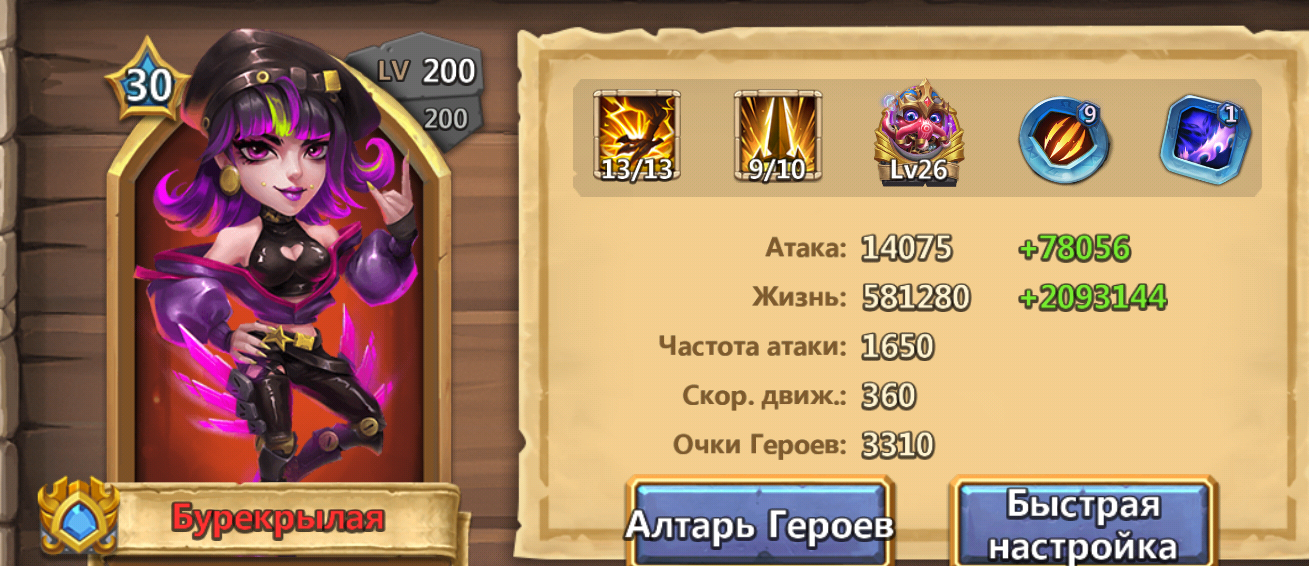 30
LV 200
200
13/13
9/10
Lv26
9
1
Атака: 14075 +78056
Жизнь: 581280 +2093144
Частота атаки: 1650
Скор. движ.: 360
Очки Героев: 3310
Бурекрылая
Алтарь Героев
Быстрая
настройка